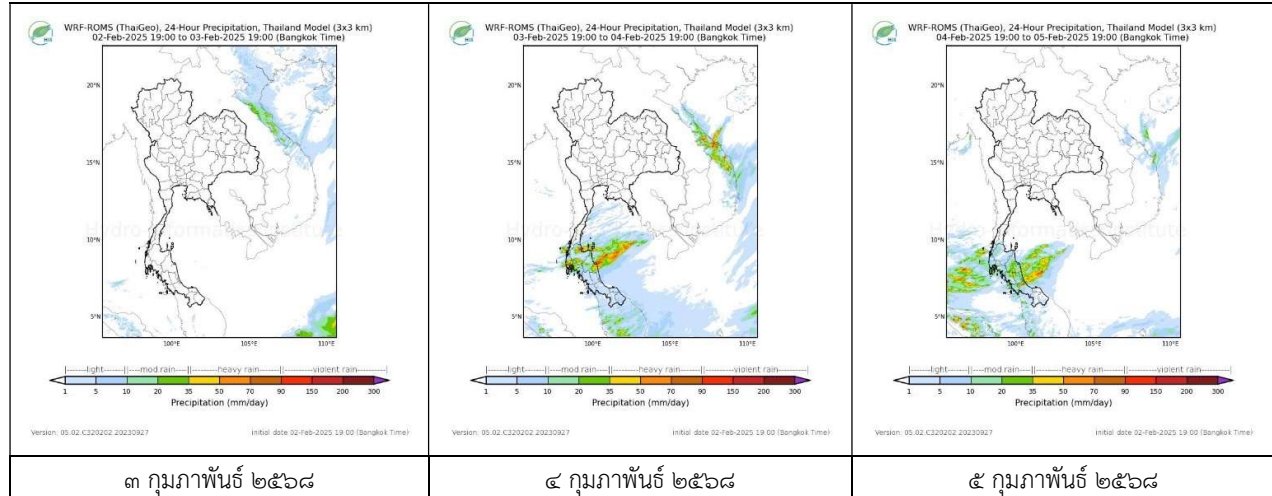 WRF-ROMS (ThaiGeo), 24-Hour Precipitation, Thailand Model (3x3 km)
02-Feb-2025 19:00 to 03-Feb-2025 19:00 (Bangkok Time)
20°N
15°N
10°N
5°N
100°E 105°E 110°E
light mod rain heavy rain violent rain
1 5 10 20 35 50 70 90 150 200 300
Precipitation (mm/day)
Version: 05.02.C320202 20230927 initial date 02-Feb-2025 19:00 (Bangkok Time)
๓ กุมภาพันธ์ ๒๕๖๘
WRF-ROMS (ThaiGeo), 24-Hour Precipitation, Thailand Model (3x3 km)
03-Feb-2025 19:00 to 04-Feb-2025 19:00 (Bangkok Time)
20°N
15°N
10°N
5°N
100°E 105°E 110°E
light mod rain heavy rain violent rain
1 5 10 20 35 50 70 90 150 200 300
Precipitation (mm/day)
Version: 05.02.C320202 20230927 initial date 02-Feb-2025 19:00 (Bangkok Time)
๔ กุมภาพันธ์ ๒๕๖๘
WRF-ROMS (ThaiGeo), 24-Hour Precipitation, Thailand Model (3x3 km)
04-Feb-2025 19:00 to 05-Feb-2025 19:00 (Bangkok Time)
20°N
15°N
10°N
5°N
100°E 105°E 110°E
light mod rain heavy rain violent rain
1 5 10 20 35 50 70 90 150 200 300
Precipitation (mm/day)
Version: 05.02.C320202 20230927 initial date 02-Feb-2025 19:00 (Bangkok Time)
๕ กุมภาพันธ์ ๒๕๖๘